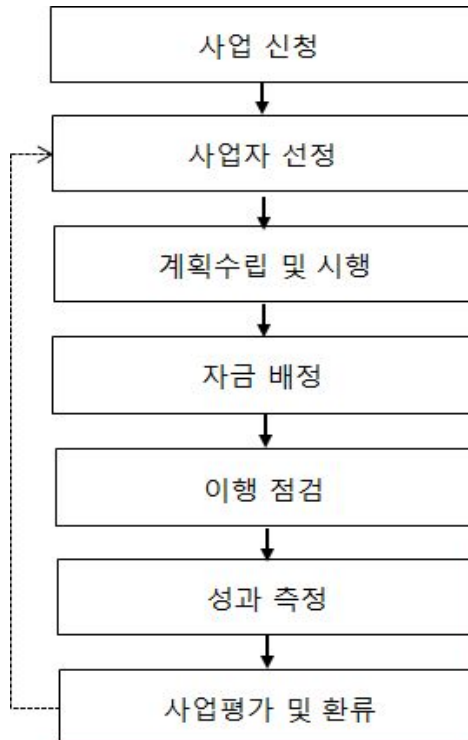 사업 신청
사업자 선정
계획수립 및 시행
자금 배정
이행 점검
성과 측정
사업평가 및 환류